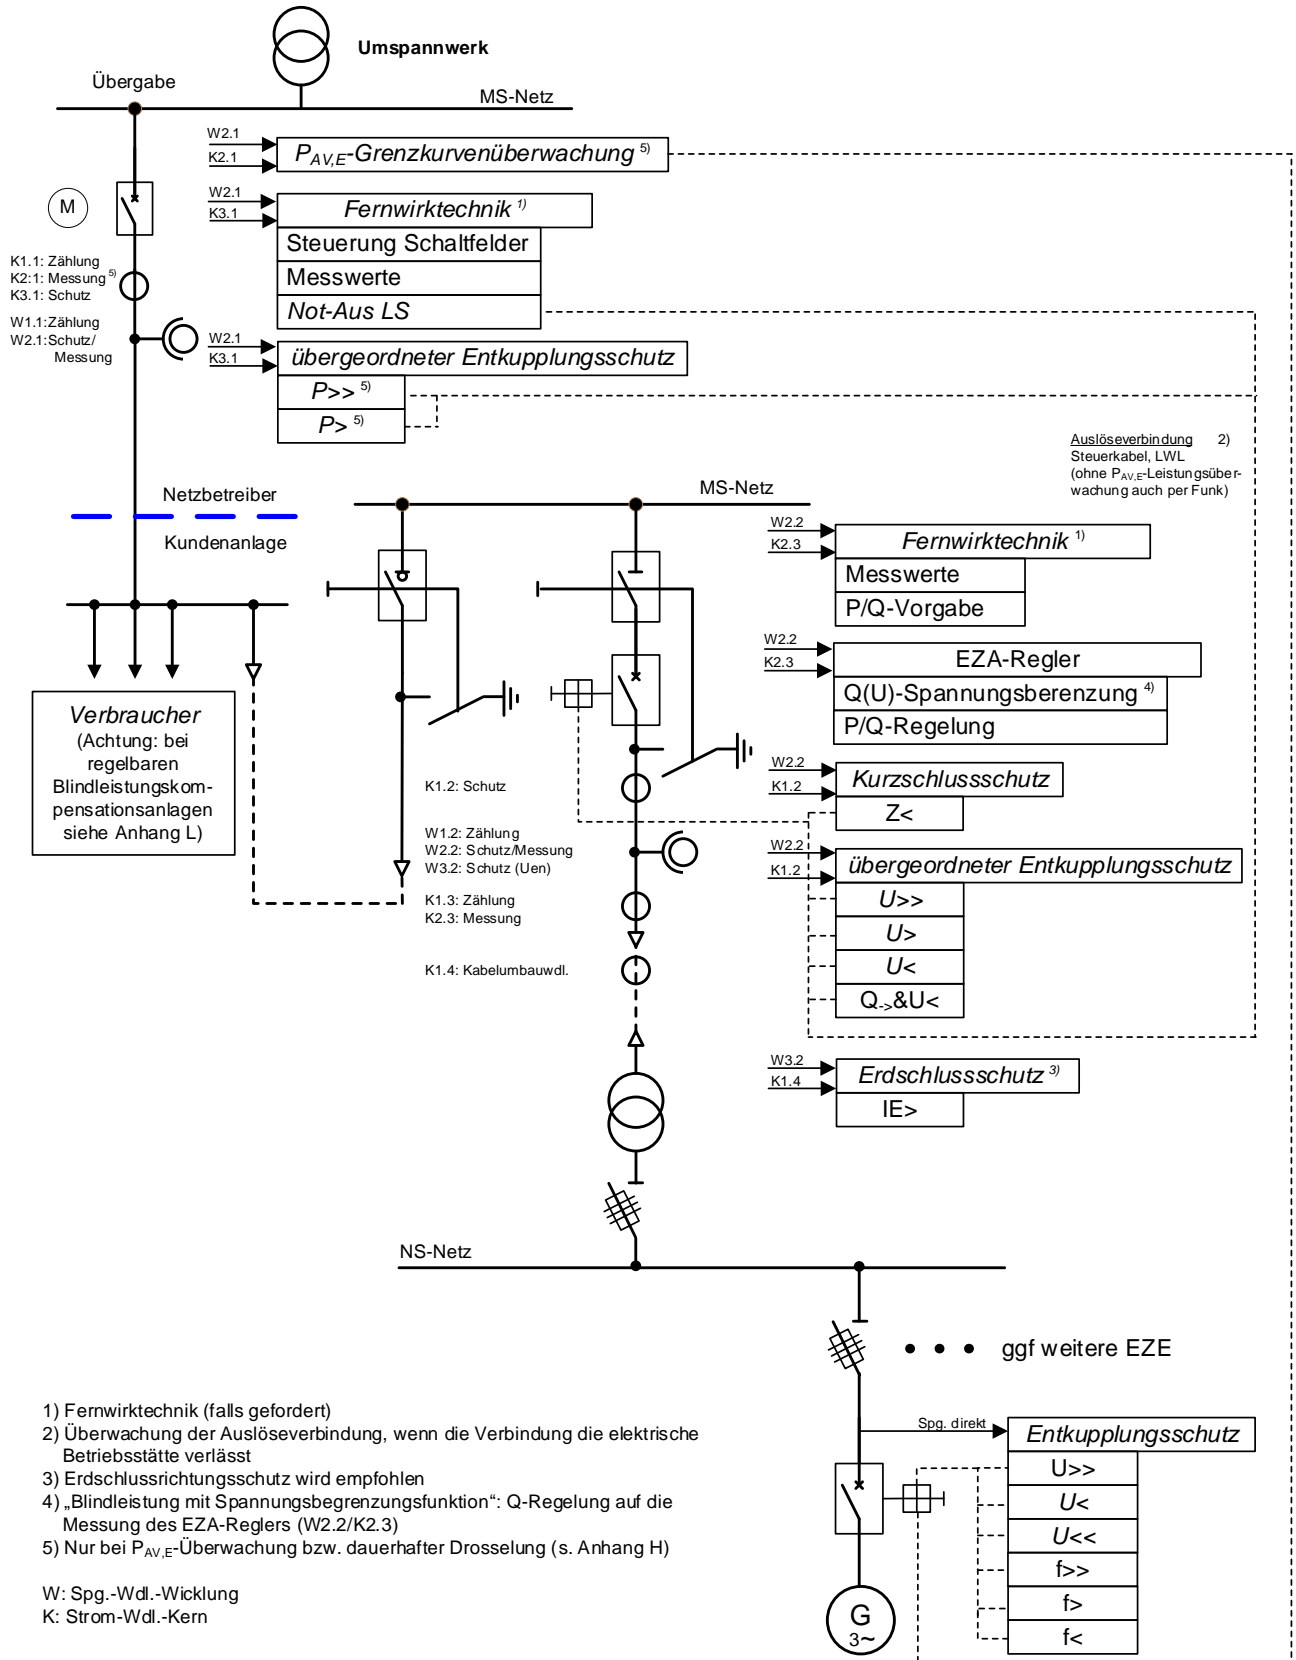 Umspannwerk
Übergabe
MS-Netz
W2.1
K2.1
P_AV,E-Grenzkurvenüberwachung 5)
M
W2.1
K3.1
Fernwirktechnik 1)
Steuerung Schaltfelder
Messwerte
Not-Aus LS
K1.1: Zählung
K2:1: Messung 5)
K3.1: Schutz
W1.1:Zählung
W2.1:Schutz/
Messung
W2.1
K3.1
übergeordneter Entkupplungsschutz
P>> 5)
P> 5)
Auslöseverbindung 2)
Steuerkabel, LWL
(ohne P_AV,E-Leistungsüber-
wachung auch per Funk)
Netzbetreiber
Kundenanlage
MS-Netz
W2.2
K2.3
Fernwirktechnik 1)
Messwerte
P/Q-Vorgabe
W2.2
K2.3
EZA-Regler
Q(U)-Spannungsberenzung 4)
P/Q-Regelung
Verbraucher
(Achtung: bei
regelbaren
Blindleistungskom-
pensationsanlagen
siehe Anhang L)
K1.2: Schutz
W1.2: Zählung
W2.2: Schutz/Messung
W3.2: Schutz (Uen)
K1.3: Zählung
K2.3: Messung
K1.4: Kabelumbauwdl.
W2.2
K1.2
Kurzschlussschutz
Z<
W2.2
K1.2
übergeordneter Entkupplungsschutz
U>>
U>
U<
Q->&U<
W3.2
K1.4
Erdschlussschutz 3)
IE>
NS-Netz
ggf weitere EZE
Spg. direkt
Entkupplungsschutz
U>>
U<
U<<
f>>
f>
f<
G
3~
1) Fernwirktechnik (falls gefordert)
2) Überwachung der Auslöseverbindung, wenn die Verbindung die elektrische
Betriebsstätte verlässt
3) Erdschlussrichtungsschutz wird empfohlen
4) „Blindleistung mit Spannungsbegrenzungsfunktion“: Q-Regelung auf die
Messung des EZA-Reglers (W2.2/K2.3)
5) Nur bei P_AV,E-Überwachung bzw. dauerhafter Drosselung (s. Anhang H)
W: Spg.-Wdl.-Wicklung
K: Strom-Wdl.-Kern